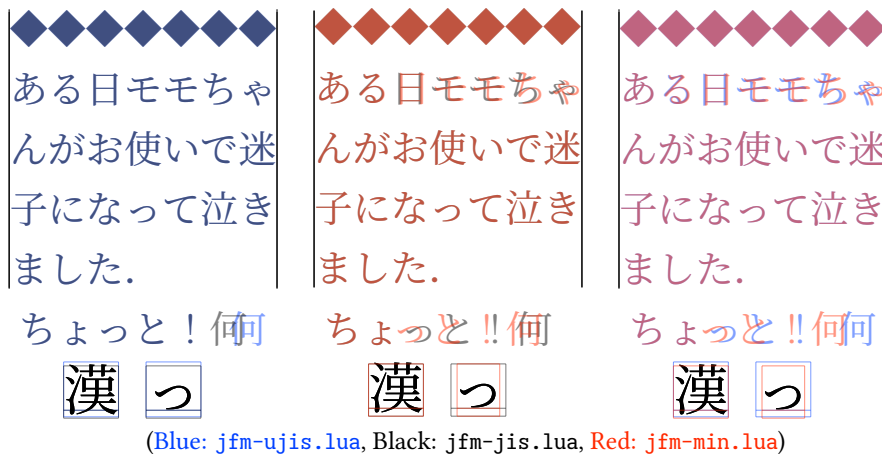 ◆◆◆◆◆◆◆
ある日モモちゃ
んがお使いで迷
子になって泣き
ました.
ちょっと！何
漢 っ
◆◆◆◆◆◆◆
ある日モモちゃ
んがお使いで迷
子になって泣き
ました.
ちょっと！！何
漢 っ
◆◆◆◆◆◆◆
ある日モモちゃ
んがお使いで迷
子になって泣き
ました.
ちょっと！！何
漢 っ
(Blue: jfm-ujis.lua, Black: jfm-jis.lua, Red: jfm-min.lua)